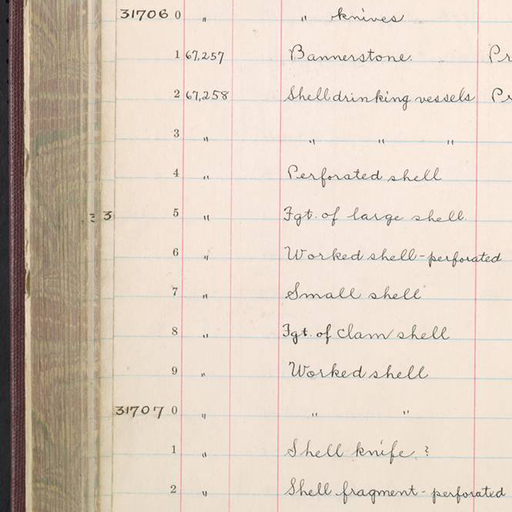 31706 0 " " knives
1 67,257 Bannerstone Pr
2 67,258 Shell drinking vessels Pr
3 " " " "
4 " Perforated shell
3 5 " Fgt. of large shell
6 " Worked shell - perforated
7 " Small shell
8 " Fgt. of clam shell
9 " Worked shell
31707 0 " " "
1 " Shell knife ?
2 " Shell fragment - perforated